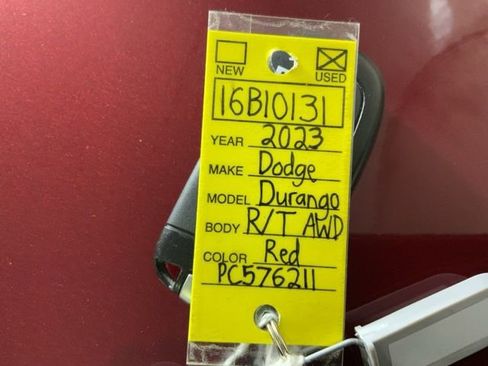 NEW USED
16B10131
YEAR 2023
MAKE Dodge
MODEL Durango
BODY R/T AWD
COLOR Red
PC576211